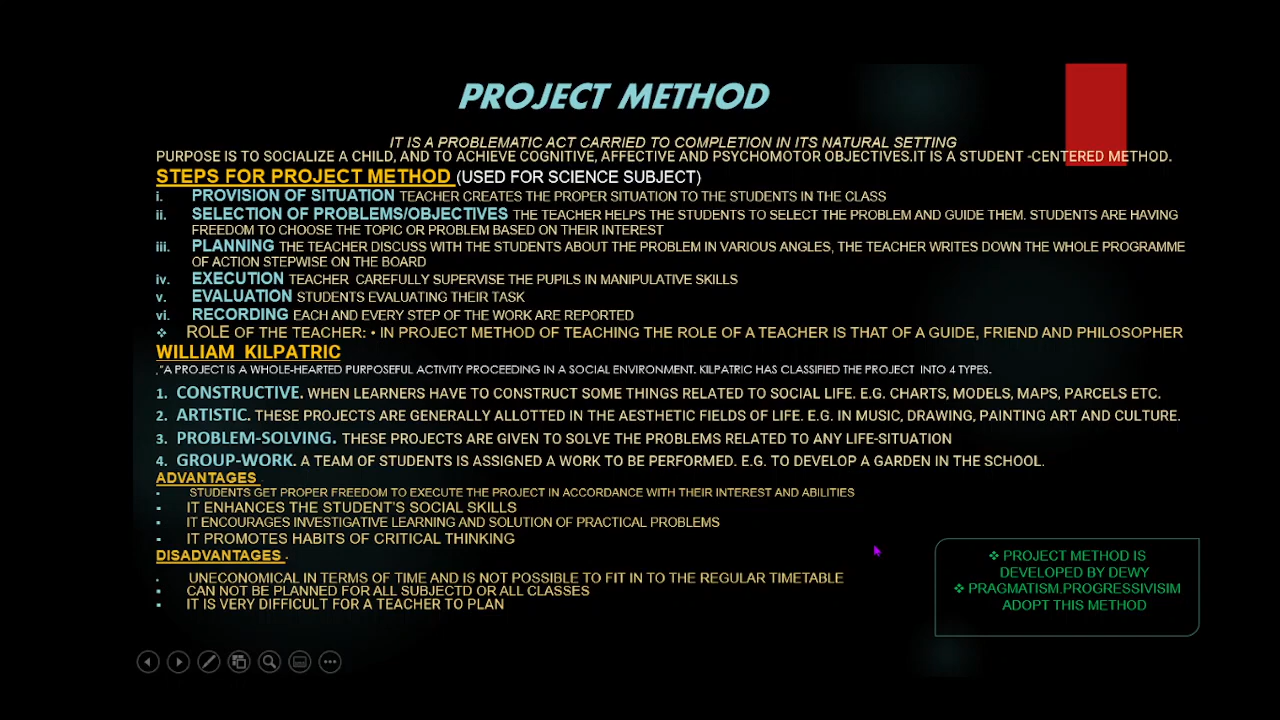 PROJECT METHOD
IT IS A PROBLEMATIC ACT CARRIED TO COMPLETION IN ITS NATURAL SETTING
PURPOSE IS TO SOCIALIZE A CHILD, AND TO ACHIEVE COGNITIVE, AFFECTIVE AND PSYCHOMOTOR OBJECTIVES.IT IS A STUDENT -CENTERED METHOD.
STEPS FOR PROJECT METHOD (USED FOR SCIENCE SUBJECT)
i. PROVISION OF SITUATION TEACHER CREATES THE PROPER SITUATION TO THE STUDENTS IN THE CLASS
ii. SELECTION OF PROBLEMS/OBJECTIVES THE TEACHER HELPS THE STUDENTS TO SELECT THE PROBLEM AND GUIDE THEM. STUDENTS ARE HAVING
FREEDOM TO CHOOSE THE TOPIC OR PROBLEM BASED ON THEIR INTEREST
iii. PLANNING THE TEACHER DISCUSS WITH THE STUDENTS ABOUT THE PROBLEM IN VARIOUS ANGLES, THE TEACHER WRITES DOWN THE WHOLE PROGRAMME
OF ACTION STEPWISE ON THE BOARD
iv. EXECUTION TEACHER CAREFULLY SUPERVISE THE PUPILS IN MANIPULATIVE SKILLS
v. EVALUATION STUDENTS EVALUATING THEIR TASK
vi. RECORDING EACH AND EVERY STEP OF THE WORK ARE REPORTED
❖ ROLE OF THE TEACHER: • IN PROJECT METHOD OF TEACHING THE ROLE OF A TEACHER IS THAT OF A GUIDE, FRIEND AND PHILOSOPHER
WILLIAM KILPATRIC
."A PROJECT IS A WHOLE-HEARTED PURPOSEFUL ACTIVITY PROCEEDING IN A SOCIAL ENVIRONMENT. KILPATRIC HAS CLASSIFIED THE PROJECT INTO 4 TYPES.
1. CONSTRUCTIVE. WHEN LEARNERS HAVE TO CONSTRUCT SOME THINGS RELATED TO SOCIAL LIFE. E.G. CHARTS, MODELS, MAPS, PARCELS ETC.
2. ARTISTIC. THESE PROJECTS ARE GENERALLY ALLOTTED IN THE AESTHETIC FIELDS OF LIFE. E.G. IN MUSIC, DRAWING, PAINTING ART AND CULTURE.
3. PROBLEM-SOLVING. THESE PROJECTS ARE GIVEN TO SOLVE THE PROBLEMS RELATED TO ANY LIFE-SITUATION
4. GROUP-WORK. A TEAM OF STUDENTS IS ASSIGNED A WORK TO BE PERFORMED. E.G. TO DEVELOP A GARDEN IN THE SCHOOL.
ADVANTAGES
▪ STUDENTS GET PROPER FREEDOM TO EXECUTE THE PROJECT IN ACCORDANCE WITH THEIR INTEREST AND ABILITIES
▪ IT ENHANCES THE STUDENT'S SOCIAL SKILLS
▪ IT ENCOURAGES INVESTIGATIVE LEARNING AND SOLUTION OF PRACTICAL PROBLEMS
▪ IT PROMOTES HABITS OF CRITICAL THINKING
DISADVANTAGES .
▪ UNECONOMICAL IN TERMS OF TIME AND IS NOT POSSIBLE TO FIT IN TO THE REGULAR TIMETABLE
▪ CAN NOT BE PLANNED FOR ALL SUBJECTD OR ALL CLASSES
▪ IT IS VERY DIFFICULT FOR A TEACHER TO PLAN
❖ PROJECT METHOD IS
DEVELOPED BY DEWY
❖ PRAGMATISM.PROGRESSIVISIM
ADOPT THIS METHOD